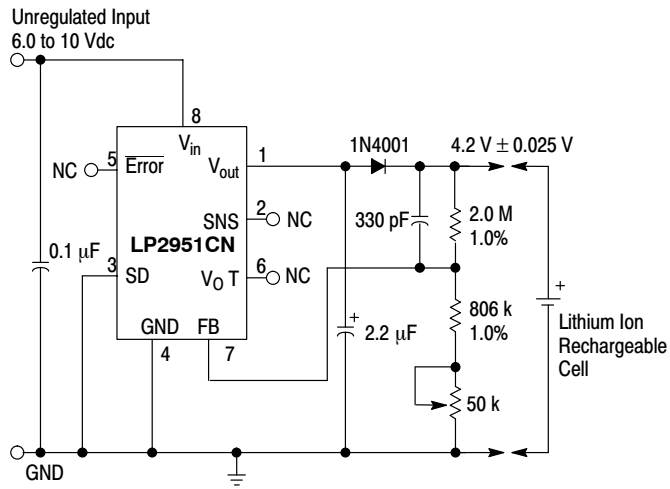 Unregulated Input
6.0 to 10 Vdc
8
Vin
1N4001
4.2 V ± 0.025 V
5
Error
NC
Vout
1
SNS
2
NC
330 pF
2.0 M
1.0%
LP2951CN
0.1 µF
3
SD
VO T
6
NC
806 k
1.0%
+
Lithium Ion
Rechargeable
Cell
GND
FB
4
7
+
2.2 µF
50 k
GND